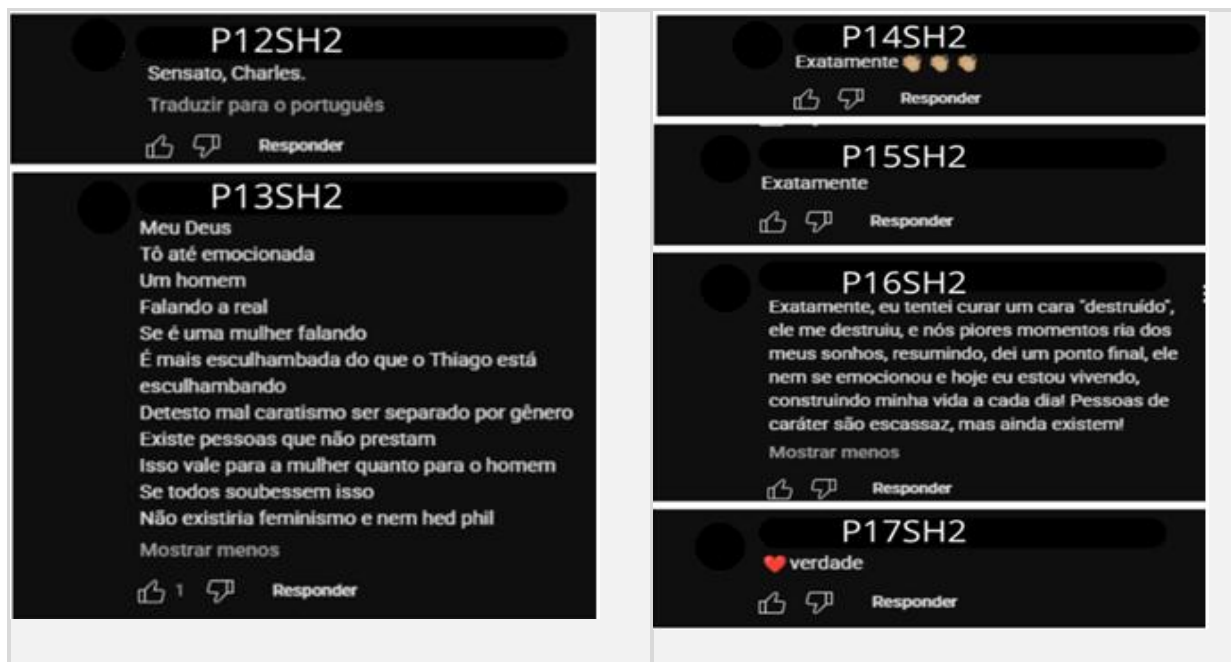 P12SH2
Sensato, Charles.
Traduzir para o português
Responder
P13SH2
Meu Deus
Tô até emocionada
Um homem
Falando a real
Se é uma mulher falando
É mais esculhambada do que o Thiago está
esculhambando
Detesto mal caratismo ser separado por gênero
Existe pessoas que não prestam
Isso vale para a mulher quanto para o homem
Se todos soubessem isso
Não existiria feminismo e nem hed phil
Mostrar menos
1 Responder
P14SH2
Exatamente👏🏼👏🏼👏🏼
Responder
P15SH2
Exatamente
Responder
P16SH2
Exatamente, eu tentei curar um cara "destruído",
ele me destruiu, e nós piores momentos ria dos
meus sonhos, resumindo, dei um ponto final, ele
nem se emocionou e hoje eu estou vivendo,
construindo minha vida a cada dia! Pessoas de
caráter são escassaz, mas ainda existem!
Mostrar menos
Responder
P17SH2
❤️verdade
Responder